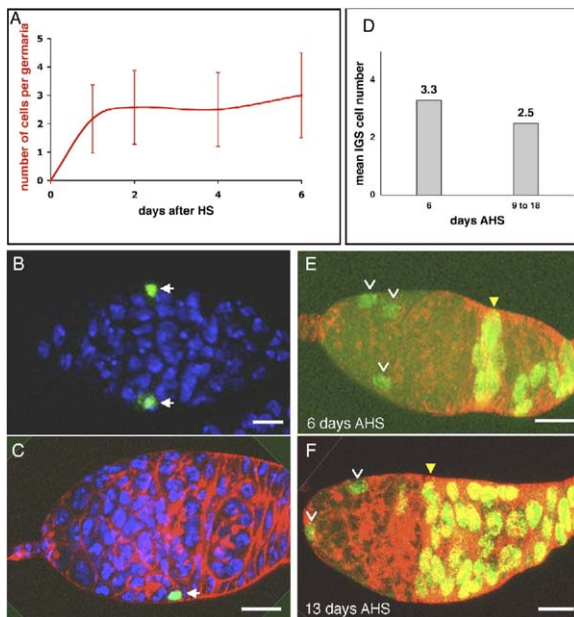 A
number of cells per germaria
5
4
3
2
1
0
0 2 4 6
days after HS
D
mean IGS cell number
4
2
0
3.3
2.5
6 9 to 18
days AHS
B
C
E
6 days AHS
F
13 days AHS